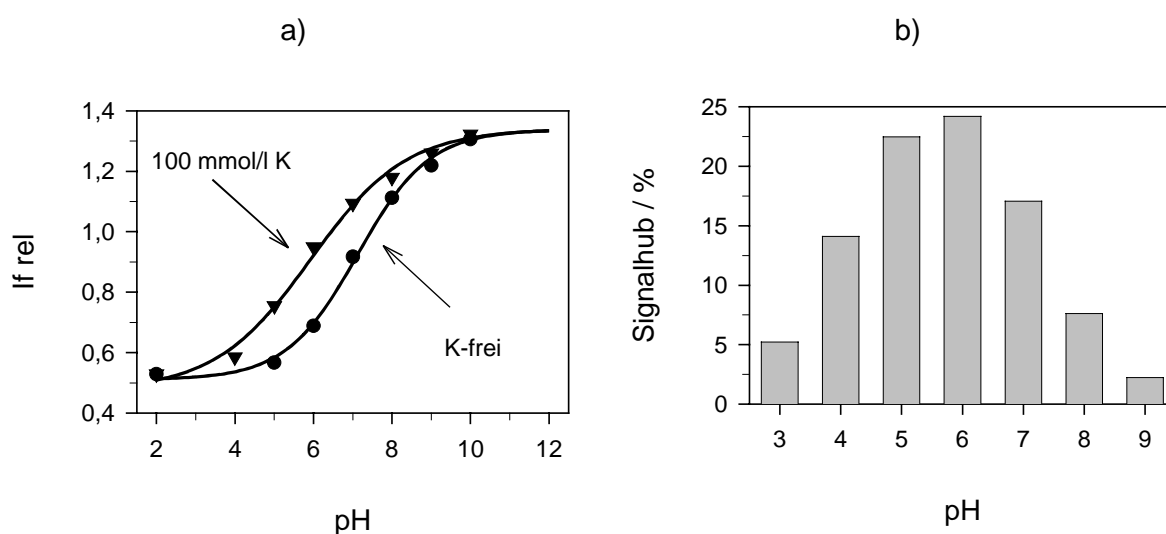 a)
1,4
1,2
1,0
0,8
0,6
0,4
If rel
100 mmol/l K
K-frei
2 4 6 8 10 12
pH
b)
25
20
15
10
5
0
Signalhub / %
3 4 5 6 7 8 9
pH